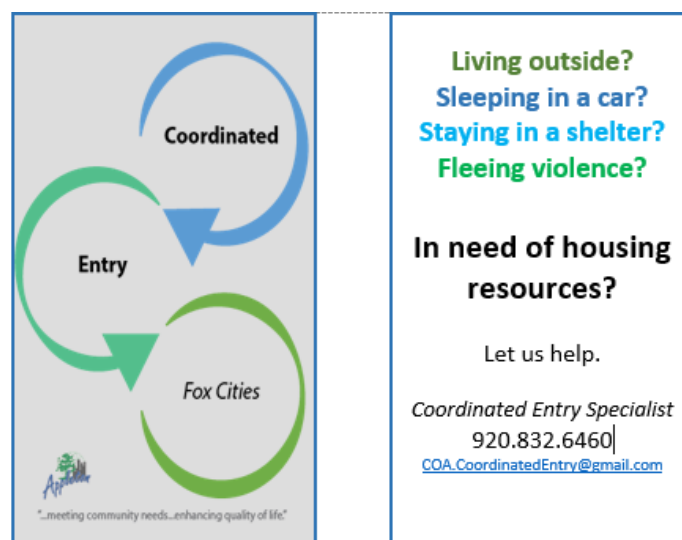 Coordinated
Entry
Fox Cities
Appleton
"...meeting community needs...enhancing quality of life."
Living outside?
Sleeping in a car?
Staying in a shelter?
Fleeing violence?
In need of housing
resources?
Let us help.
Coordinated Entry Specialist
920.832.6460
COA.CoordinatedEntry@gmail.com